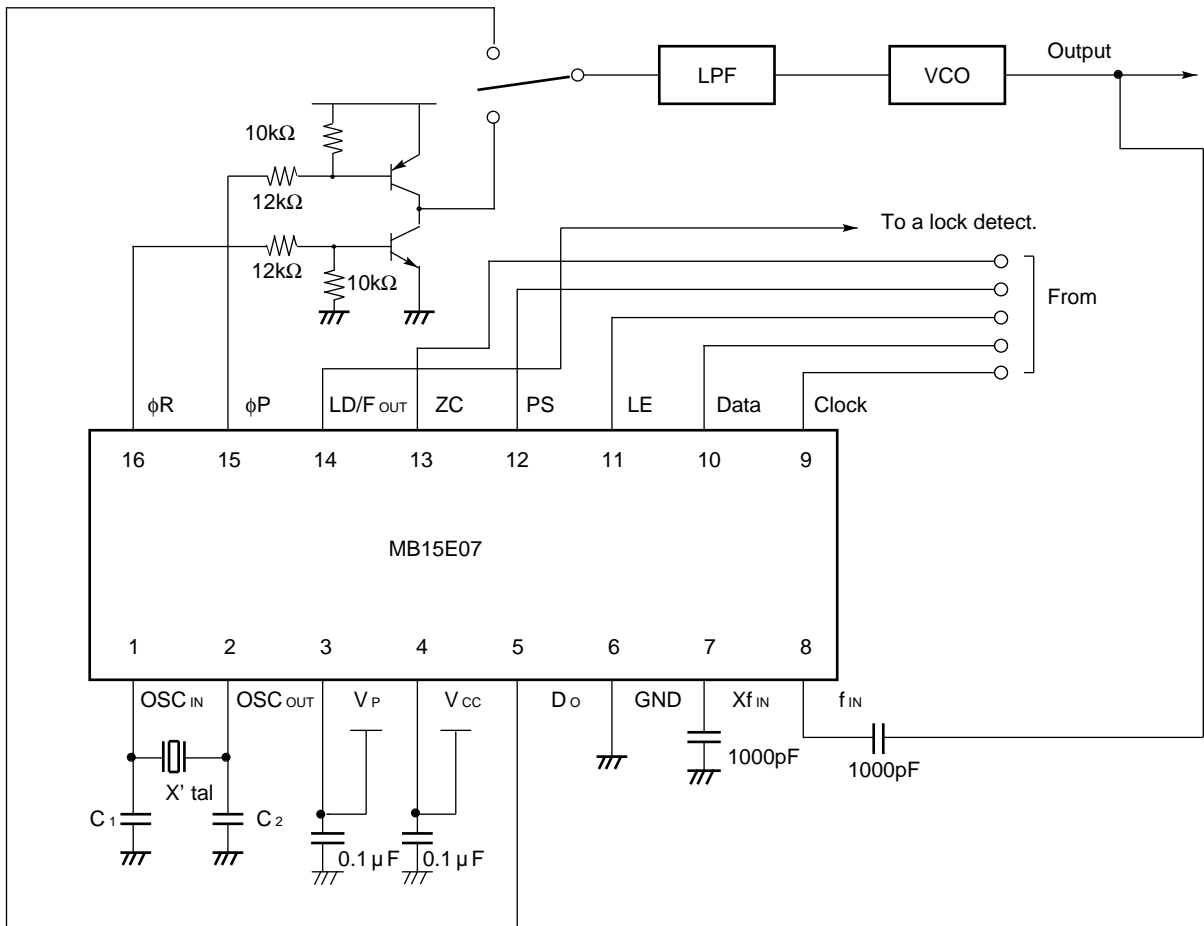 Output
LPF
VCO
10kΩ
12kΩ
To a lock detect.
12kΩ
10kΩ
From
ϕR
ϕP
LD/F OUT
ZC
PS
LE
Data
Clock
16
15
14
13
12
11
10
9
MB15E07
1
2
3
4
5
6
7
8
OSC IN
OSC OUT
V P
V CC
D O
GND
Xf IN
f IN
1000pF
1000pF
X' tal
C 1
C 2
0.1 µ F
0.1 µ F